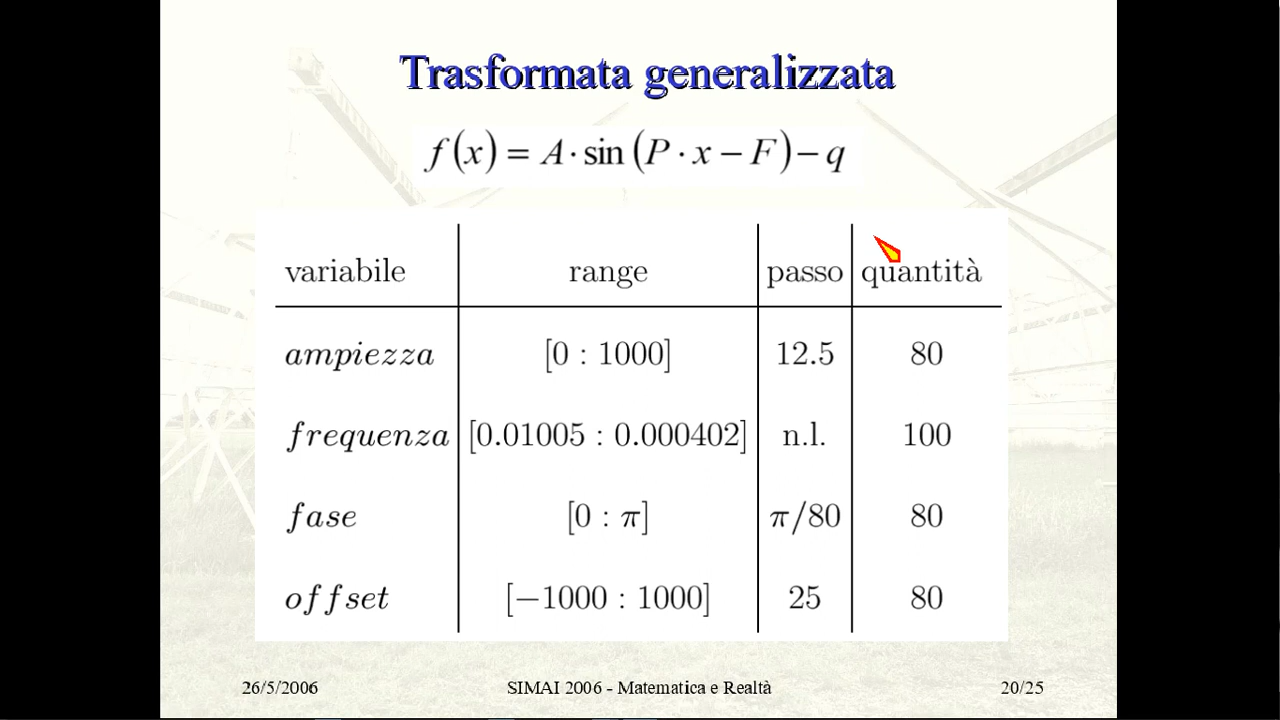 Trasformata generalizzata
f(x) = A · sin (P · x − F) − q
variabile range passo quantità
ampiezza [0 : 1000] 12.5 80
frequenza [0.01005 : 0.000402] n.l. 100
fase [0 : π] π/80 80
offset [−1000 : 1000] 25 80
26/5/2006 SIMAI 2006 - Matematica e Realtà 20/25